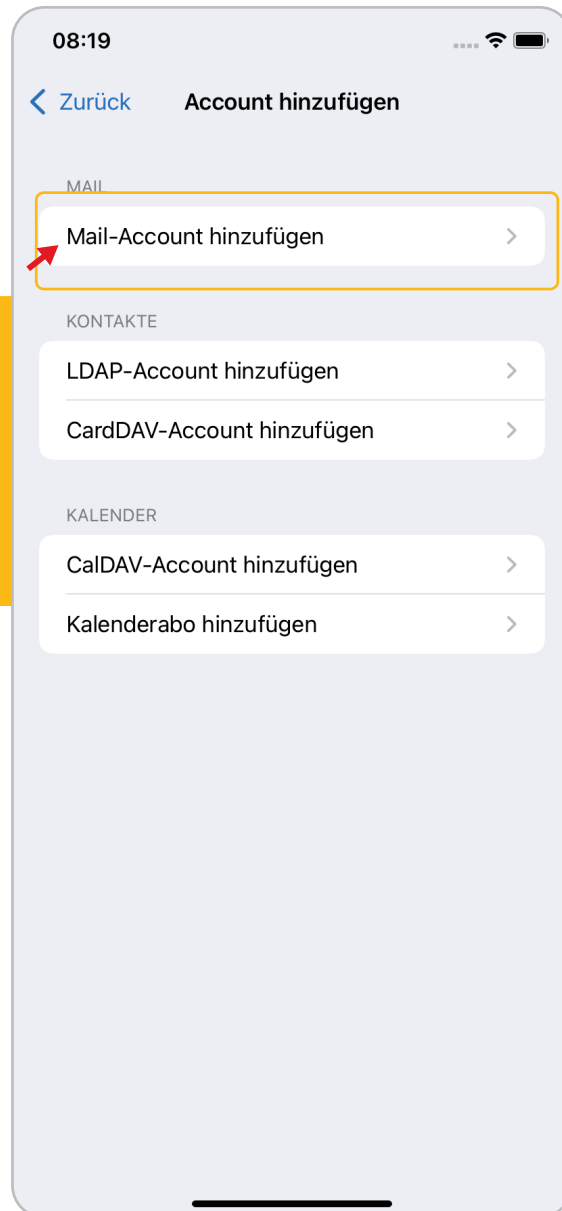 08:19
Zurück Account hinzufügen
MAIL
Mail-Account hinzufügen
KONTAKTE
LDAP-Account hinzufügen
CardDAV-Account hinzufügen
KALENDER
CalDAV-Account hinzufügen
Kalenderabo hinzufügen